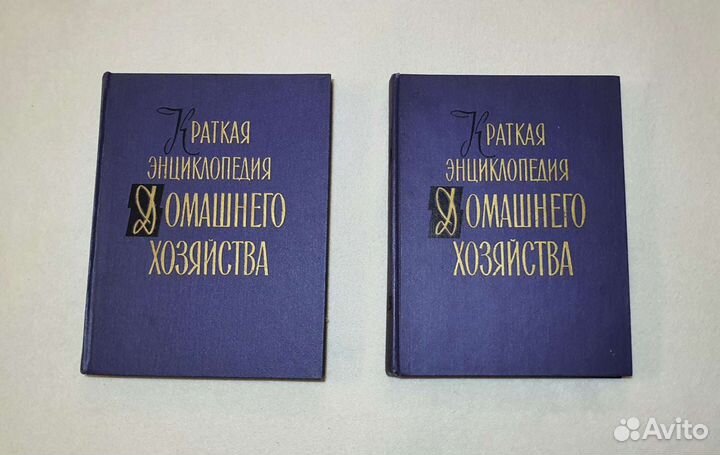 Краткая
энциклопедия
Домашнего
хозяйства
Краткая
энциклопедия
Домашнего
хозяйства
Avito